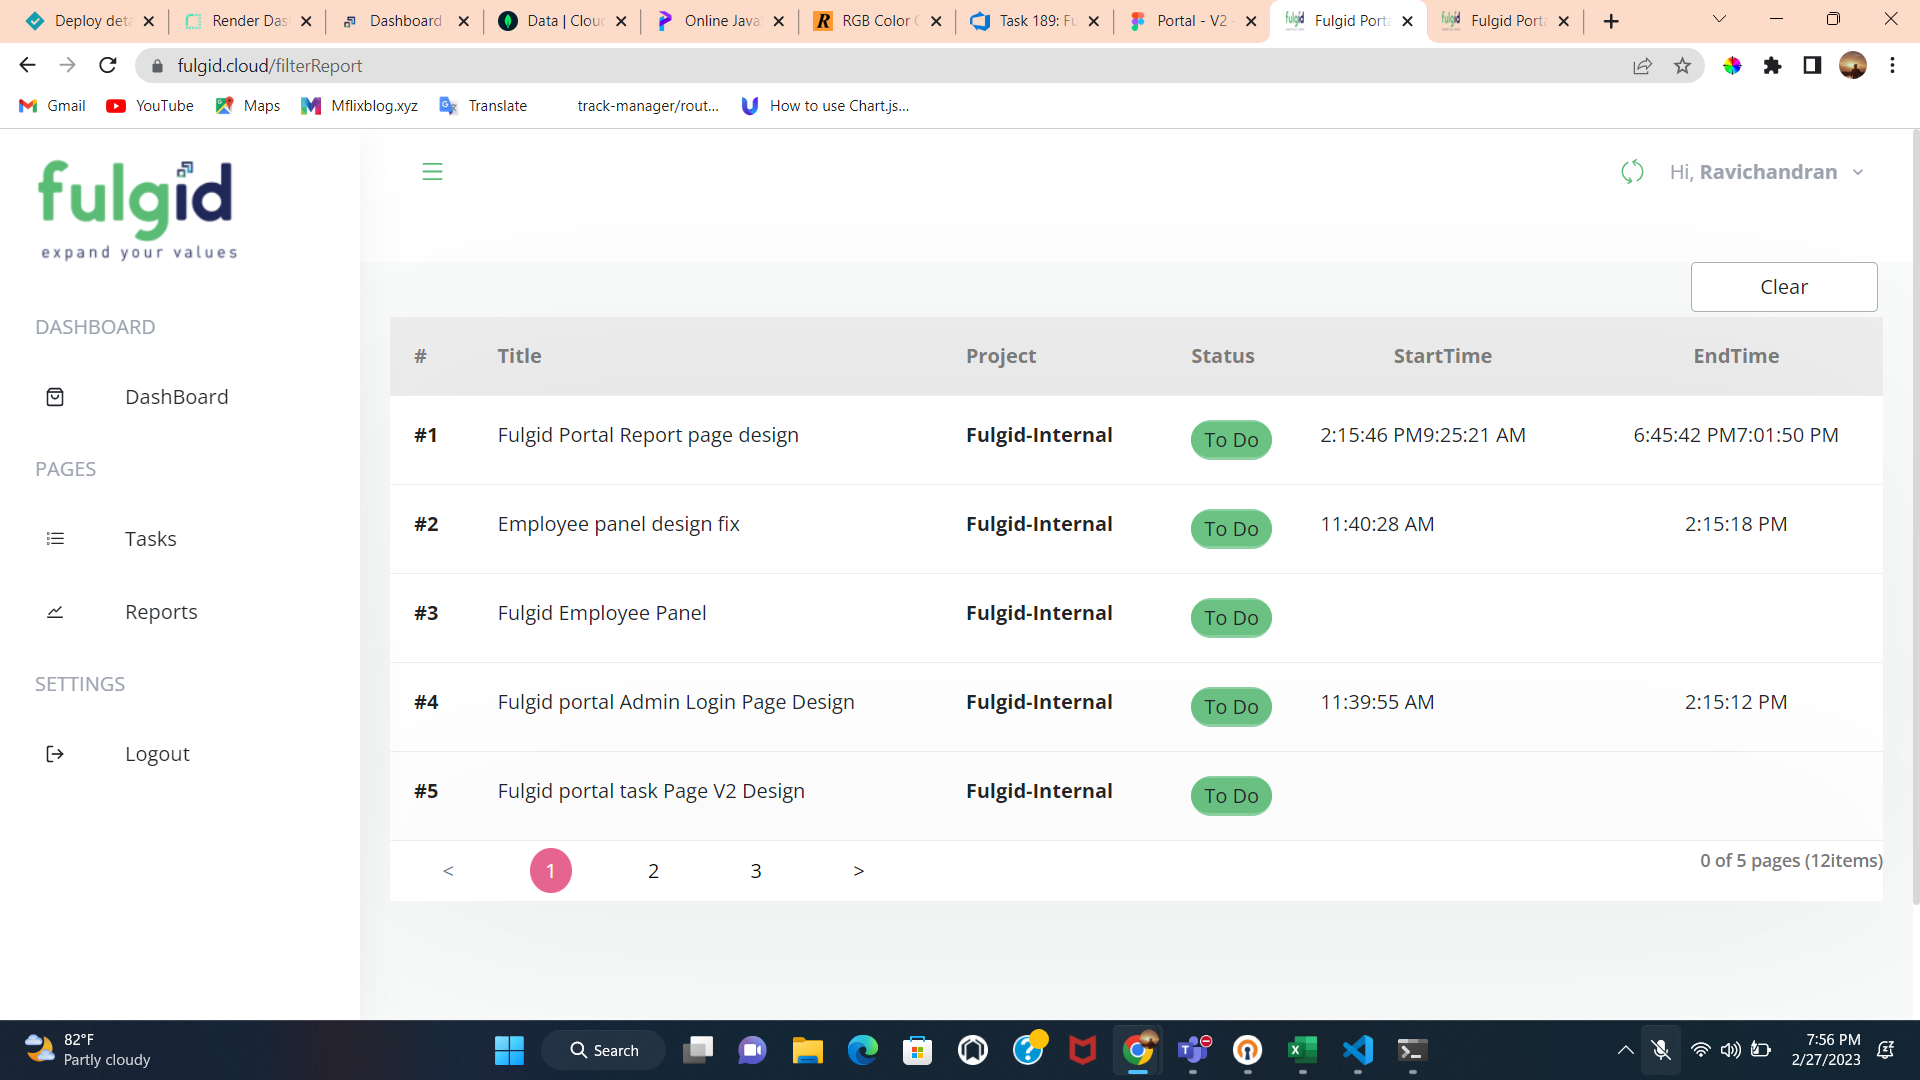 Deploy deta
Render Das
Dashboard
Data | Clou
Online Java
RGB Color C
Task 189: Fu
Portal - V2 -
Fulgid Porta
Fulgid Porta
fulgid.cloud/filterReport
Gmail
YouTube
Maps
Mflixblog.xyz
Translate
track-manager/rout...
How to use Chart.js...
fulgid
expand your values
Hi, Ravichandran
Clear
DASHBOARD
DashBoard
PAGES
Tasks
Reports
SETTINGS
Logout
# Title Project Status StartTime EndTime
#1 Fulgid Portal Report page design Fulgid-Internal To Do 2:15:46 PM9:25:21 AM 6:45:42 PM7:01:50 PM
#2 Employee panel design fix Fulgid-Internal To Do 11:40:28 AM 2:15:18 PM
#3 Fulgid Employee Panel Fulgid-Internal To Do
#4 Fulgid portal Admin Login Page Design Fulgid-Internal To Do 11:39:55 AM 2:15:12 PM
#5 Fulgid portal task Page V2 Design Fulgid-Internal To Do
< 1 2 3 >
0 of 5 pages (12items)
82°F
Partly cloudy
Search
7:56 PM
2/27/2023